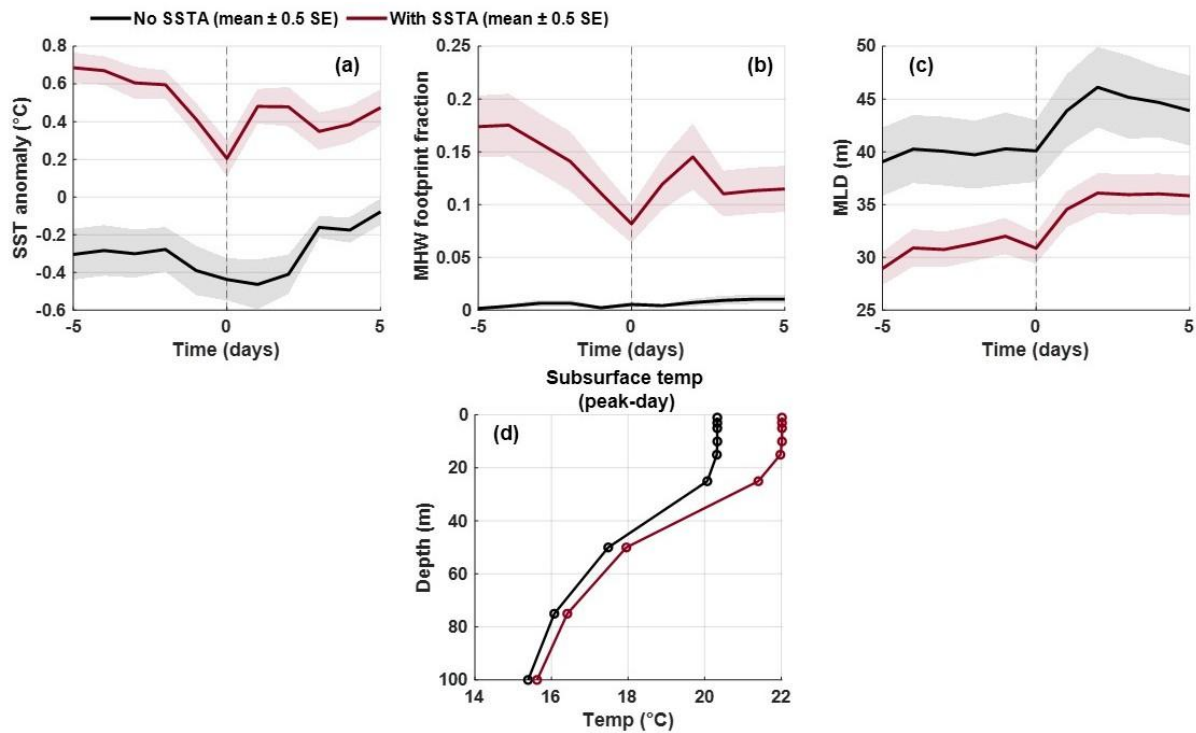 No SSTA (mean ± 0.5 SE) With SSTA (mean ± 0.5 SE)
(a)
SST anomaly (°C)
0.8
0.6
0.4
0.2
0
-0.2
-0.4
-0.6
-5 0 5
Time (days)
(b)
MHW footprint fraction
0.25
0.2
0.15
0.1
0.05
0
-5 0 5
Time (days)
(c)
MLD (m)
50
45
40
35
30
25
-5 0 5
Time (days)
Subsurface temp
(peak-day)
(d)
Depth (m)
0
20
40
60
80
100
14 16 18 20 22
Temp (°C)